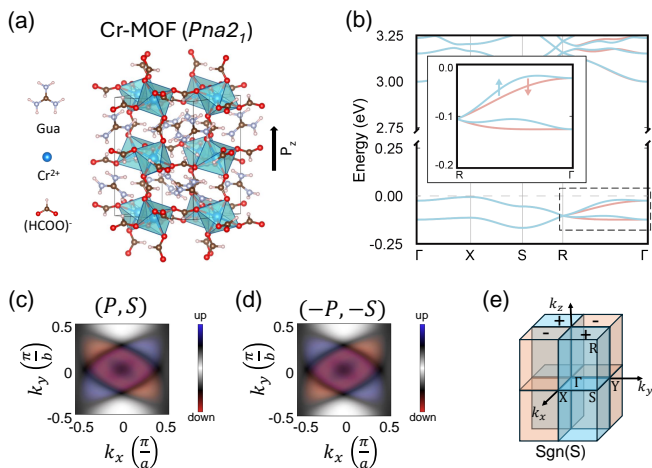 (a)
Cr-MOF (Pna2₁)
Gua
Cr²⁺
(HCOO)⁻
P_z
(b)
Energy (eV)
3.25
3.00
2.75
0.25
0.00
-0.25
Γ X S R Γ
0.0
-0.1
-0.2
R Γ
(c)
(P, S)
k_y (π/b)
0.5
0
-0.5
-0.5 0 0.5
k_x (π/a)
up
down
(d)
(-P, -S)
k_y (π/b)
0.5
0
-0.5
-0.5 0 0.5
k_x (π/a)
up
down
(e)
k_z
+ -
- +
R
Γ
Y
k_y
X S
k_x
Sgn(S)